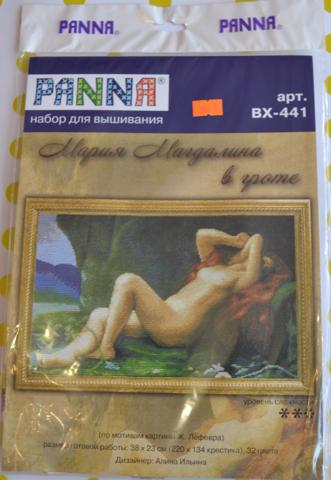 PANNA®
PANNA®
PANNA®
набор для вышивания
арт.
ВХ-441
Мария Магдалина
в гроте
уровень сложности
(по мотивам картины Ж. Лефевра)
размер готовой работы: 38 x 23 см (220 x 134 крестика), 32 цвета
Дизайнер: Алина Ильина